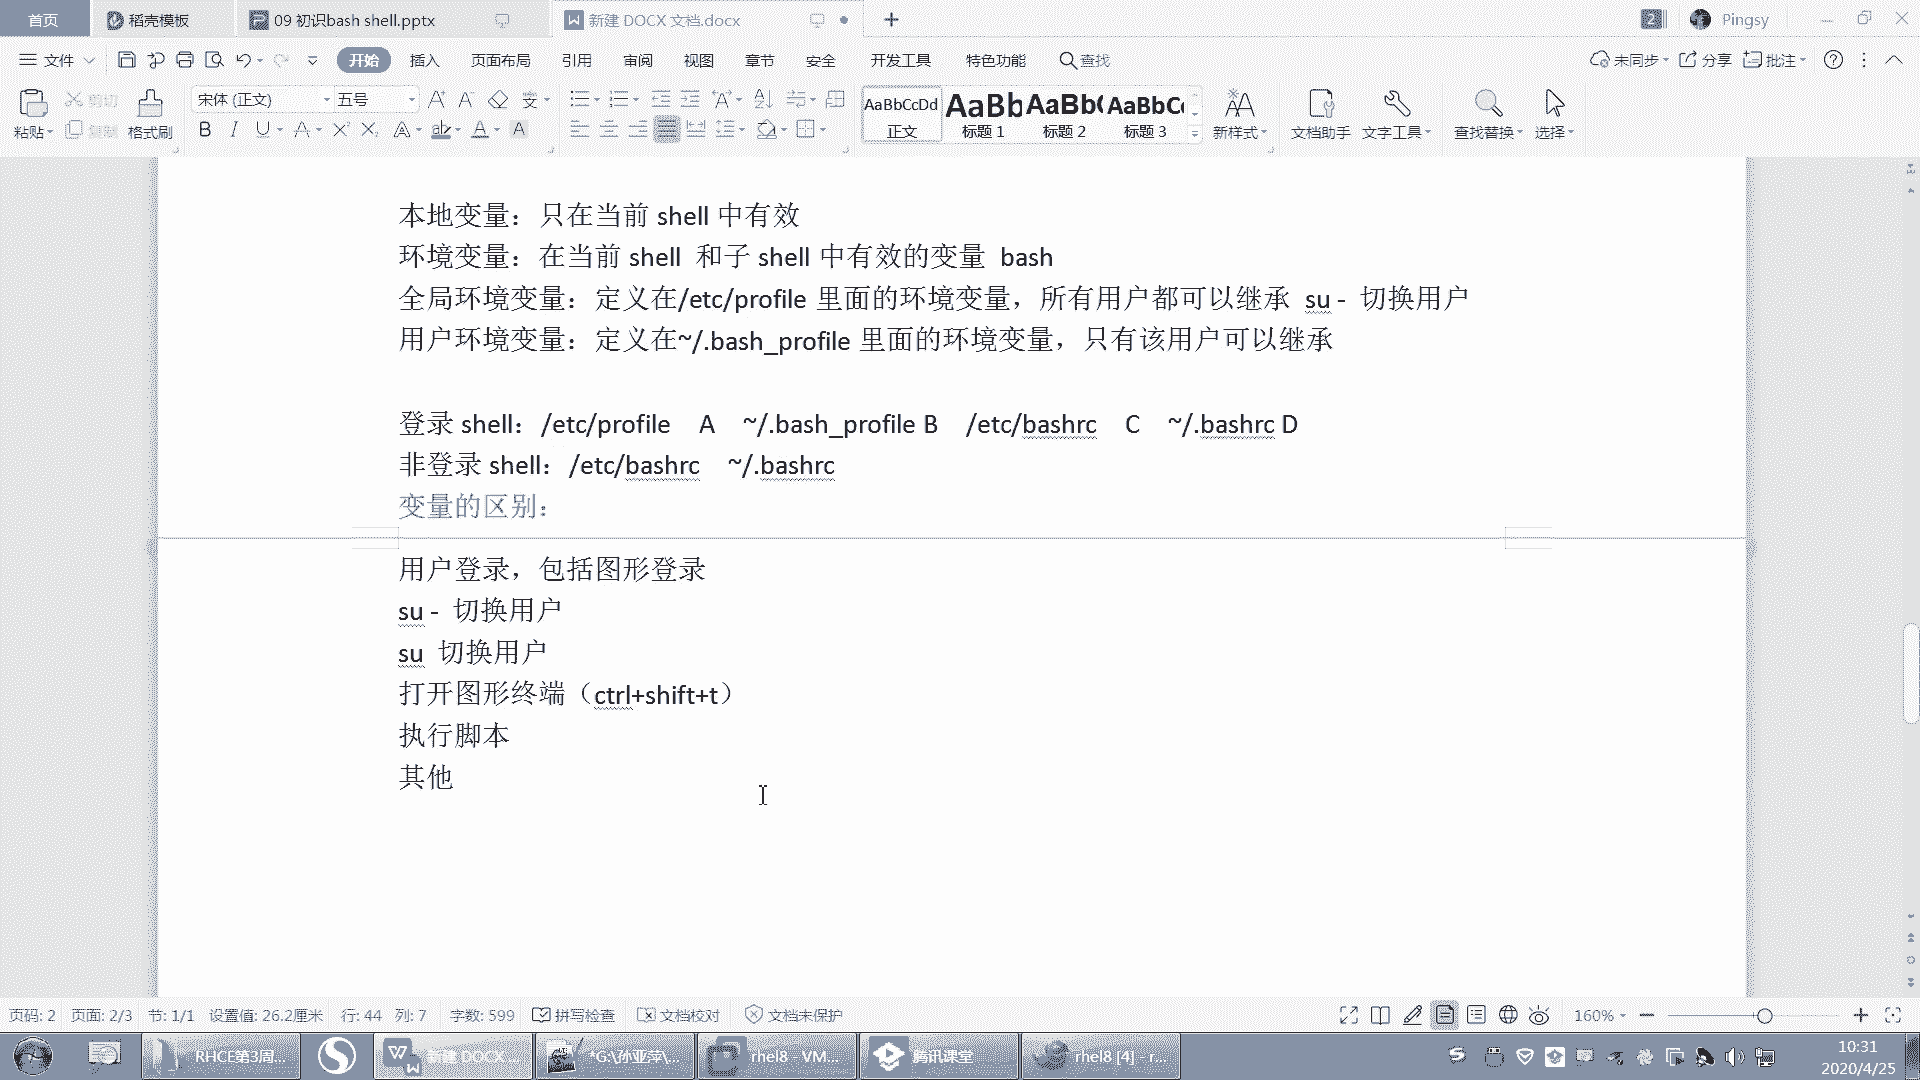 首页 稻壳模板 09 初识bash shell.pptx 新建 DOCX 文档.docx 2 Pingsy
文件 开始 插入 页面布局 引用 审阅 视图 章节 安全 开发工具 特色功能 查找 未同步 分享 批注
粘贴 剪切 复制 格式刷 宋体 (正文) 五号 AaBbCcDd 正文 AaBb 标题 1 AaBb( 标题 2 AaBbC 标题 3 新样式 文档助手 文字工具 查找替换 选择
本地变量：只在当前 shell 中有效
环境变量：在当前 shell 和子 shell 中有效的变量 bash
全局环境变量：定义在/etc/profile 里面的环境变量，所有用户都可以继承 su - 切换用户
用户环境变量：定义在~/.bash_profile 里面的环境变量，只有该用户可以继承
登录 shell：/etc/profile A ~/.bash_profile B /etc/bashrc C ~/.bashrc D
非登录 shell：/etc/bashrc ~/.bashrc
变量的区别：
用户登录，包括图形登录
su - 切换用户
su 切换用户
打开图形终端（ctrl+shift+t）
执行脚本
其他
页码: 2 页面: 2/3 节: 1/1 设置值: 26.2厘米 行: 44 列: 7 字数: 599 拼写检查 文档校对 文档未保护 160%
RHCE第3周... 新建 DOCX... *G:\孙亚萍\... rhel8 - VM... 腾讯课堂 rhel8 [4] - r... 10:31
2020/4/25